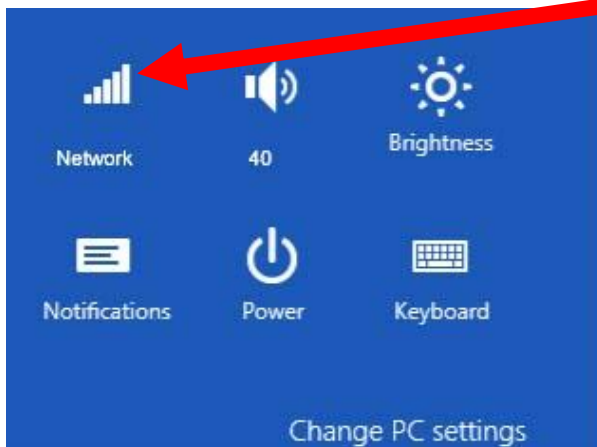 Network
40
Brightness
Notifications
Power
Keyboard
Change PC settings